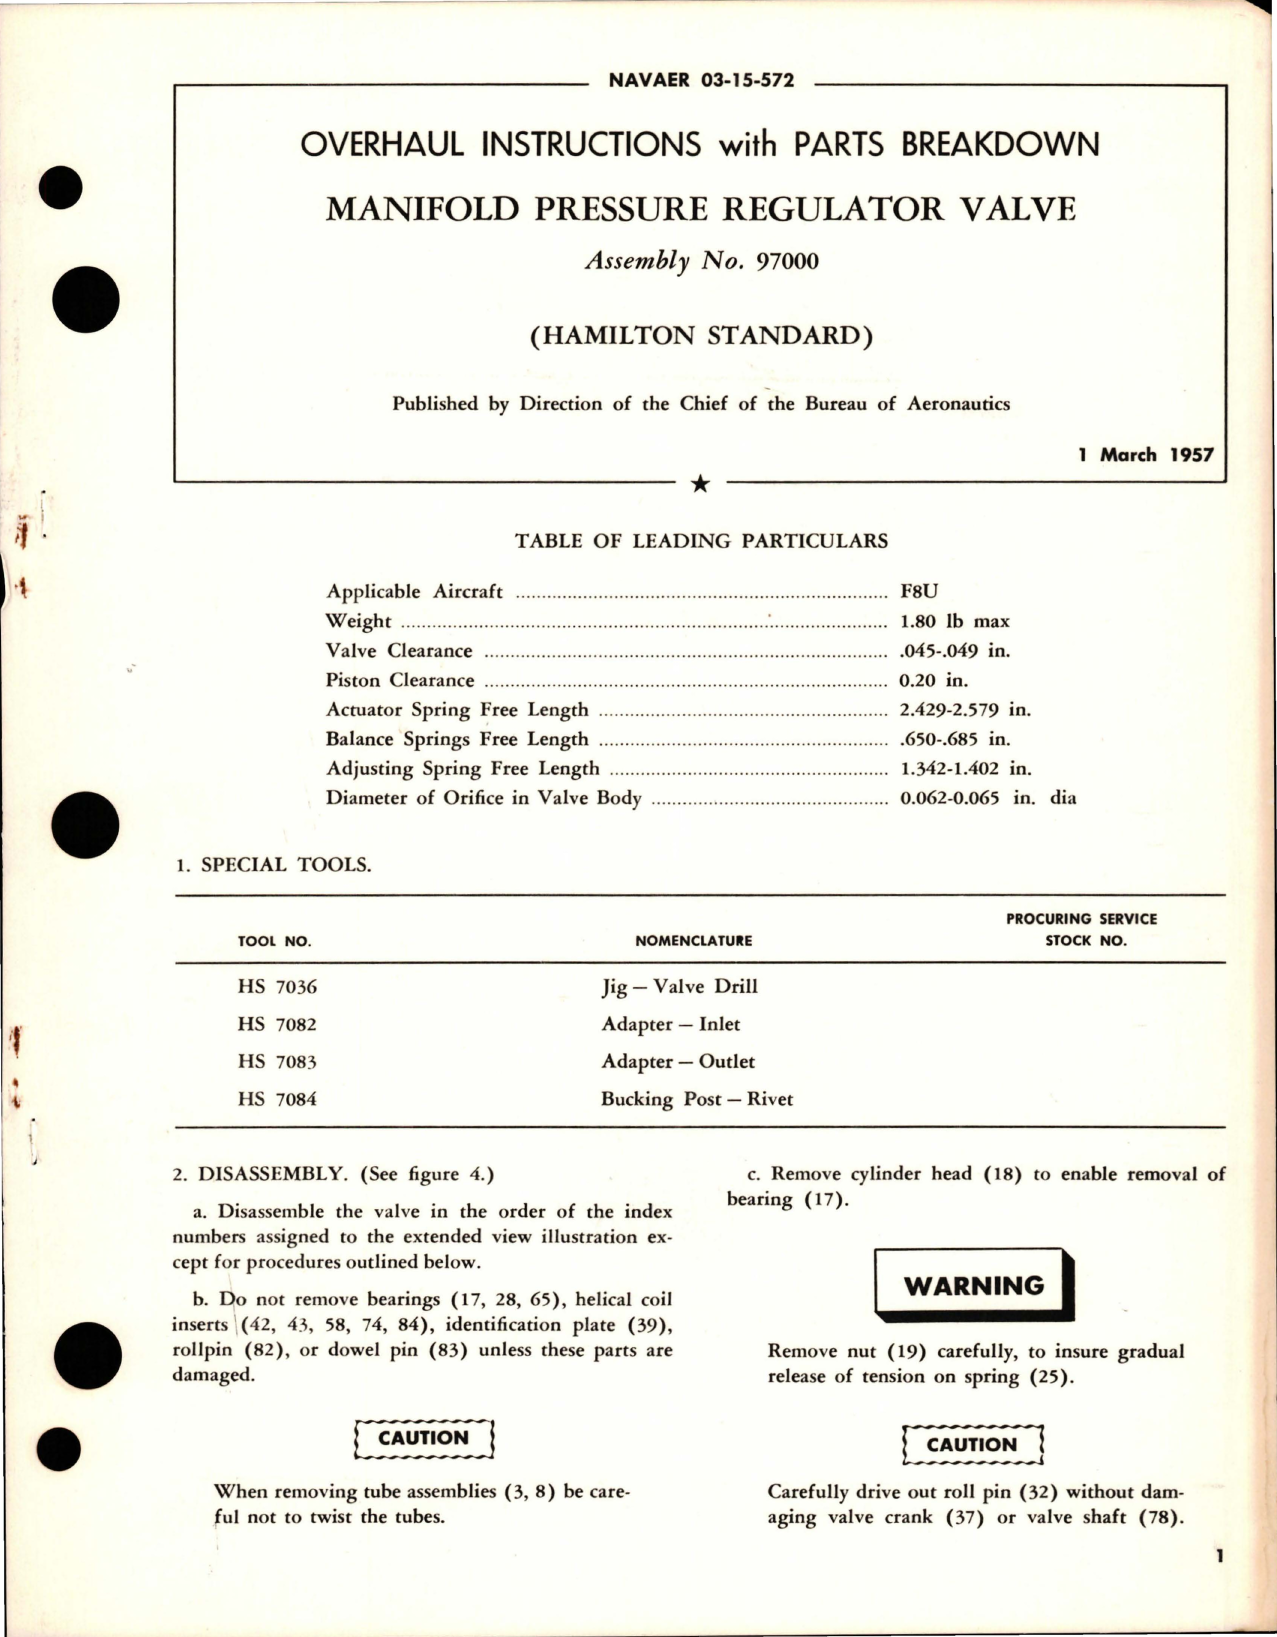 NAVAER 03-15-572
OVERHAUL INSTRUCTIONS with PARTS BREAKDOWN
MANIFOLD PRESSURE REGULATOR VALVE
Assembly No. 97000
(HAMILTON STANDARD)
Published by Direction of the Chief of the Bureau of Aeronautics
1 March 1957
TABLE OF LEADING PARTICULARS
Applicable Aircraft ........ F8U
Weight ........ 1.80 lb max
Valve Clearance ........ .045-.049 in.
Piston Clearance ........ 0.20 in.
Actuator Spring Free Length ........ 2.429-2.579 in.
Balance Springs Free Length ........ .650-.685 in.
Adjusting Spring Free Length ........ 1.342-1.402 in.
Diameter of Orifice in Valve Body ........ 0.062-0.065 in. dia
1. SPECIAL TOOLS.
PROCURING SERVICE
TOOL NO. NOMENCLATURE STOCK NO.
HS 7036 Jig — Valve Drill
HS 7082 Adapter — Inlet
HS 7083 Adapter — Outlet
HS 7084 Bucking Post — Rivet
2. DISASSEMBLY. (See figure 4.)
a. Disassemble the valve in the order of the index
numbers assigned to the extended view illustration ex-
cept for procedures outlined below.
b. Do not remove bearings (17, 28, 65), helical coil
inserts (42, 43, 58, 74, 84), identification plate (39),
rollpin (82), or dowel pin (83) unless these parts are
damaged.
CAUTION
When removing tube assemblies (3, 8) be care-
ful not to twist the tubes.
c. Remove cylinder head (18) to enable removal of
bearing (17).
WARNING
Remove nut (19) carefully, to insure gradual
release of tension on spring (25).
CAUTION
Carefully drive out roll pin (32) without dam-
aging valve crank (37) or valve shaft (78).
1